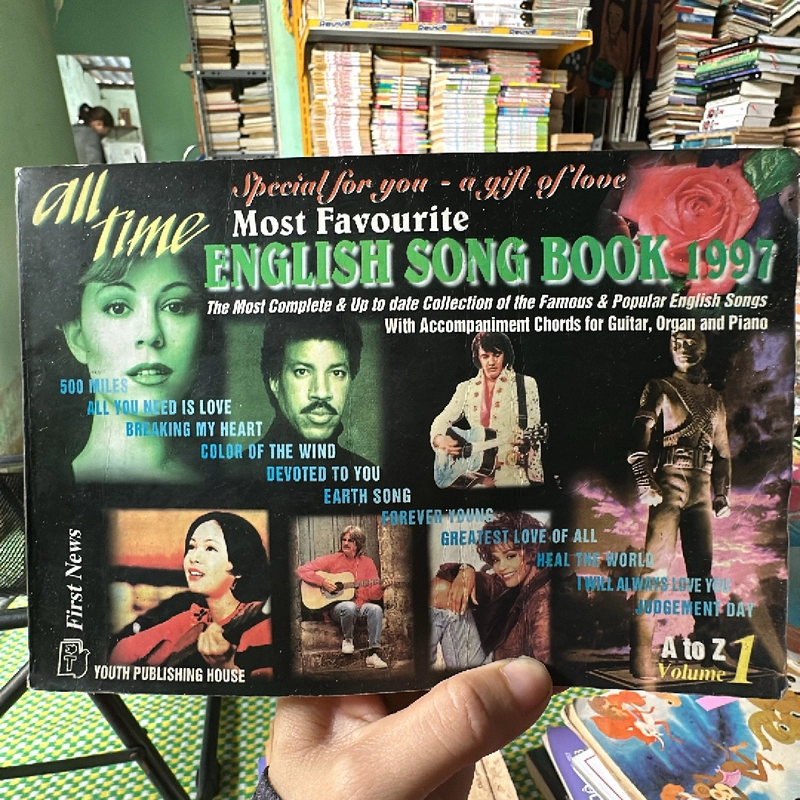 Revive
Revive
all
time
Special for you - a gift of love
Most Favourite
ENGLISH SONG BOOK 1997
The Most Complete & Up to date Collection of the Famous & Popular English Songs
With Accompaniment Chords for Guitar, Organ and Piano
500 MILES
ALL YOU NEED IS LOVE
BREAKING MY HEART
COLOR OF THE WIND
DEVOTED TO YOU
EARTH SONG
FOREVER YOUNG
GREATEST LOVE OF ALL
HEAL THE WORLD
I WILL ALWAYS LOVE YOU
JUDGEMENT DAY
First News
YOUTH PUBLISHING HOUSE
A to Z
Volume 1